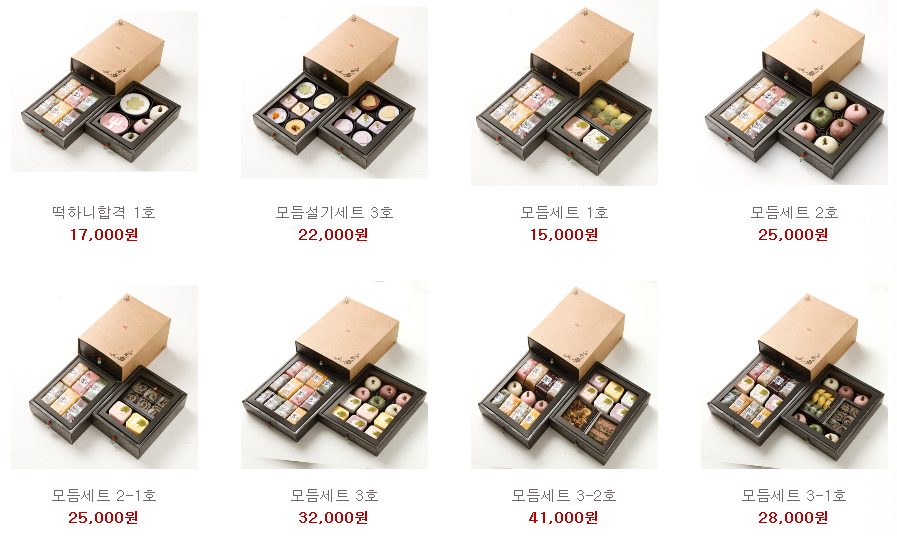 떡하니합격 1호
17,000원
모듬설기세트 3호
22,000원
모듬세트 1호
15,000원
모듬세트 2호
25,000원
모듬세트 2-1호
25,000원
모듬세트 3호
32,000원
모듬세트 3-2호
41,000원
모듬세트 3-1호
28,000원